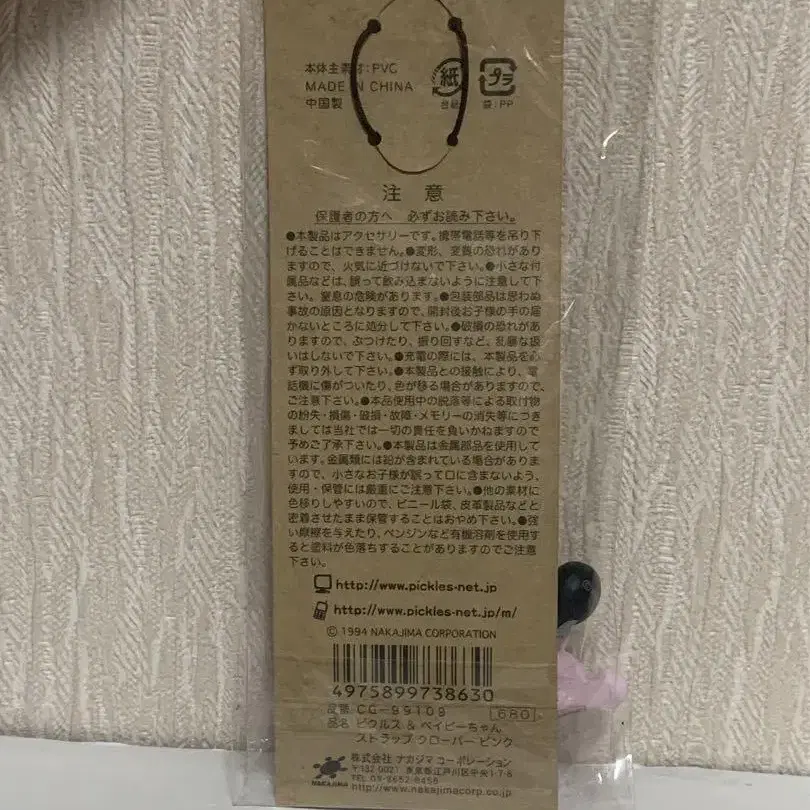 本体主素材:PVC
MADE IN CHINA
中国製
紙
台紙
プラ
袋:PP
注意
保護者の方へ 必ずお読み下さい。
●本製品はアクセサリーです。携帯電話等を吊り下
げることはできません。●変形、変質の恐れがあり
ますので、火気に近づけないで下さい。●小さな付
属品などは、誤って飲み込まないように注意して下
さい。窒息の危険があります。●包装部品は思わぬ
事故の原因となりますので、開封後お子様の手の届
かないところに処分して下さい。●破損の恐れがあ
りますので、ぶつけたり、振り回すなど、乱暴な扱
いはしないで下さい。●充電の際には、本製品を必
ず取り外して下さい。●本製品との接触により、電
話機に傷がついたり、色が移る場合がありますので、
ご注意下さい。●本品使用中の脱落等による取付物
の紛失・損傷・破損・故障・メモリーの消失等につき
ましては当社では一切の責任を負いかねますので
予めご了承下さい。●本製品は金属部品を使用して
います。金属類には鉛が含まれている場合がありま
すので、小さなお子様が誤って口に含まないよう、
使用・保管には厳重にご注意下さい。●他の素材に
色移りしやすいので、ビニール袋、皮革製品などと
密着させたまま保管することはおやめ下さい。●強
い摩擦を与えたり、ベンジンなど有機溶剤を使用す
ると塗料が色落ちすることがありますのでご注意
下さい。
http://www.pickles-net.jp
http://www.pickles-net.jp/m/
© 1994 NAKAJIMA CORPORATION
4975899738630
品番 CG-99109 680
品名 ピクルス & ベイビーちゃん
ストラップ クローバー ピンク
NAKAJIMA
株式会社 ナカジマコーポレーション
〒132-0021 東京都江戸川区中央1-7-8
TEL 03-3652-8456
http://www.nakajimacorp.co.jp